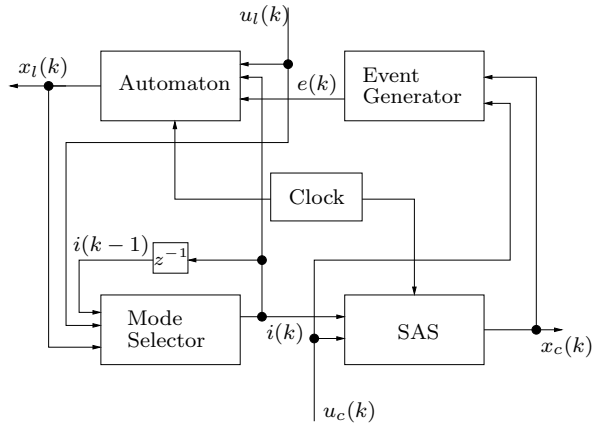 u_l(k)
x_l(k)
Automaton
e(k)
Event
Generator
Clock
i(k − 1)
z^{-1}
Mode
Selector
i(k)
SAS
x_c(k)
u_c(k)